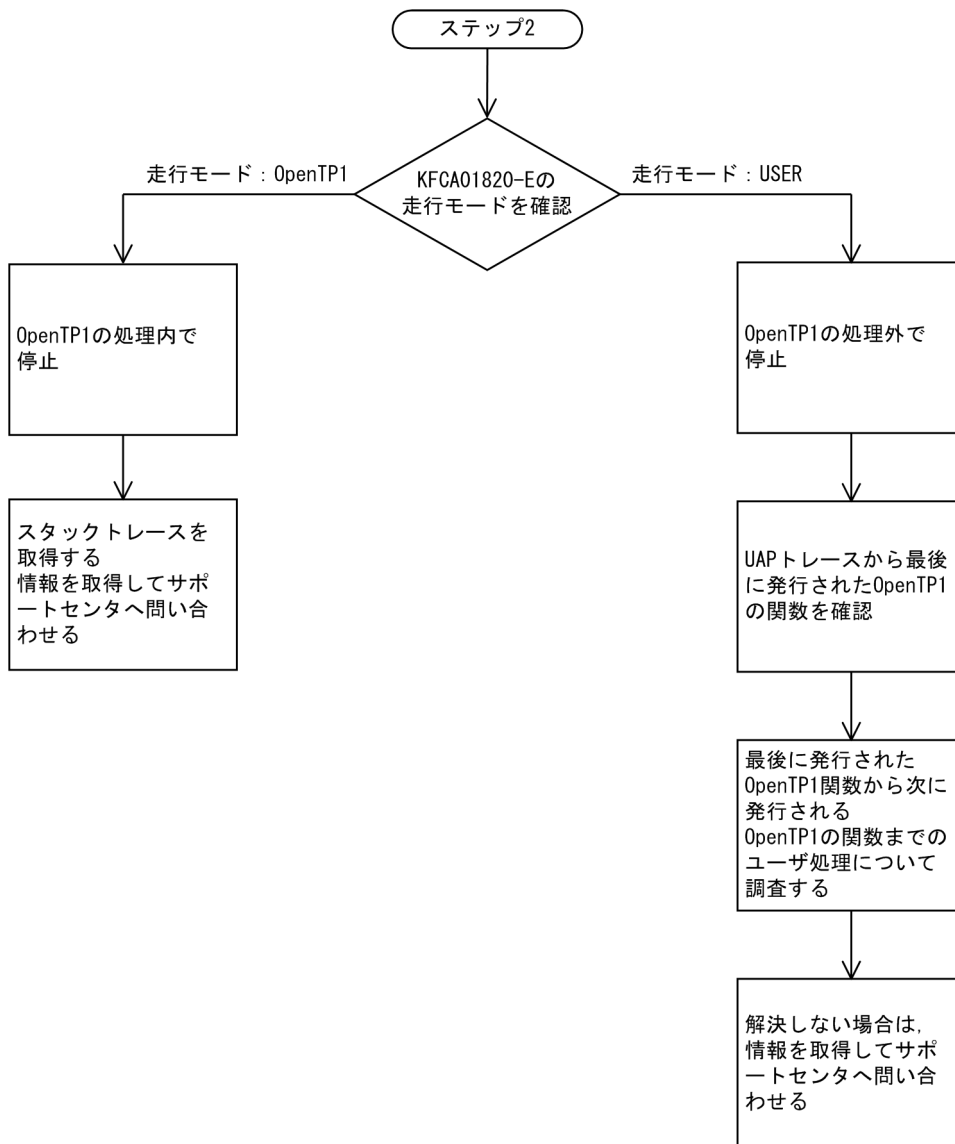 ステップ2
KFCA01820-Eの
走行モードを確認
走行モード：OpenTP1
走行モード：USER
OpenTP1の処理内で
停止
スタックトレースを
取得する
情報を取得してサポ
ートセンタへ問い合
わせる
OpenTP1の処理外で
停止
UAPトレースから最後
に発行されたOpenTP1
の関数を確認
最後に発行された
OpenTP1関数から次に
発行される
OpenTP1の関数までの
ユーザ処理について
調査する
解決しない場合は,
情報を取得してサポ
ートセンタへ問い合
わせる